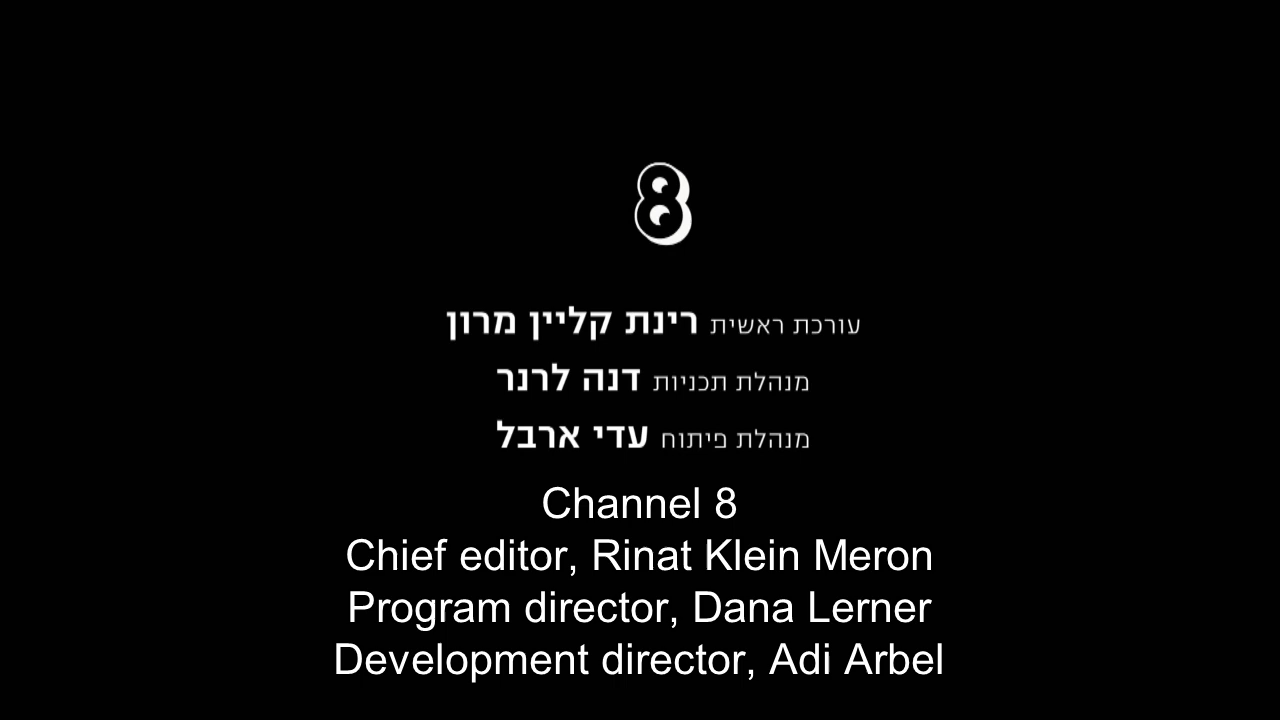 8
עורכת ראשית רינת קליין מרון
מנהלת תכניות דנה לרנר
מנהלת פיתוח עדי ארבל
Channel 8
Chief editor, Rinat Klein Meron
Program director, Dana Lerner
Development director, Adi Arbel